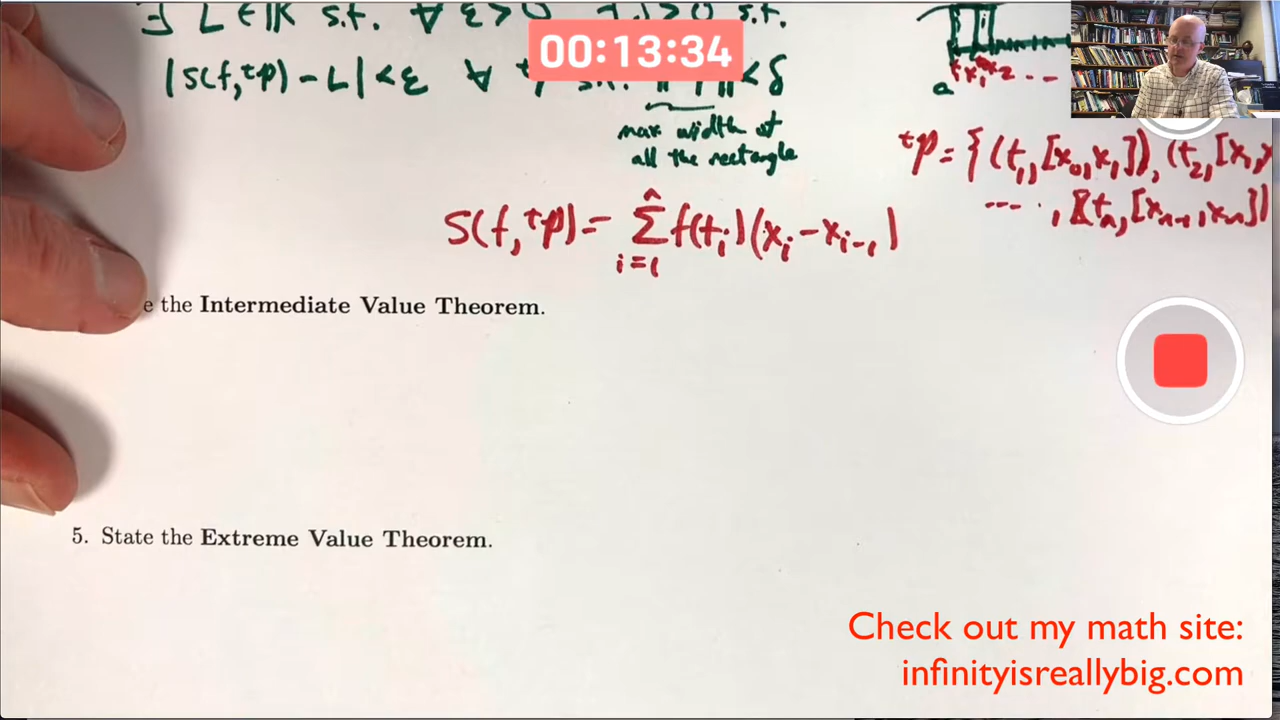 ∃ L ∈ ℝ s.t. ∀ ε>0 s.t.
00:13:34
|S(f,ᵗP) - L| < ε ∀ < δ
a
max width of
all the rectangle
ᵗP = {(t₁,[x₀,x₁]), (t₂,[x₁,
..., (tₙ,[xₙ₋₁,xₙ])
S(f,ᵗP) = Σⁿᵢ₌₁ f(tᵢ)(xᵢ - xᵢ₋₁)
e the Intermediate Value Theorem.
5. State the Extreme Value Theorem.
Check out my math site:
infinityisreallybig.com